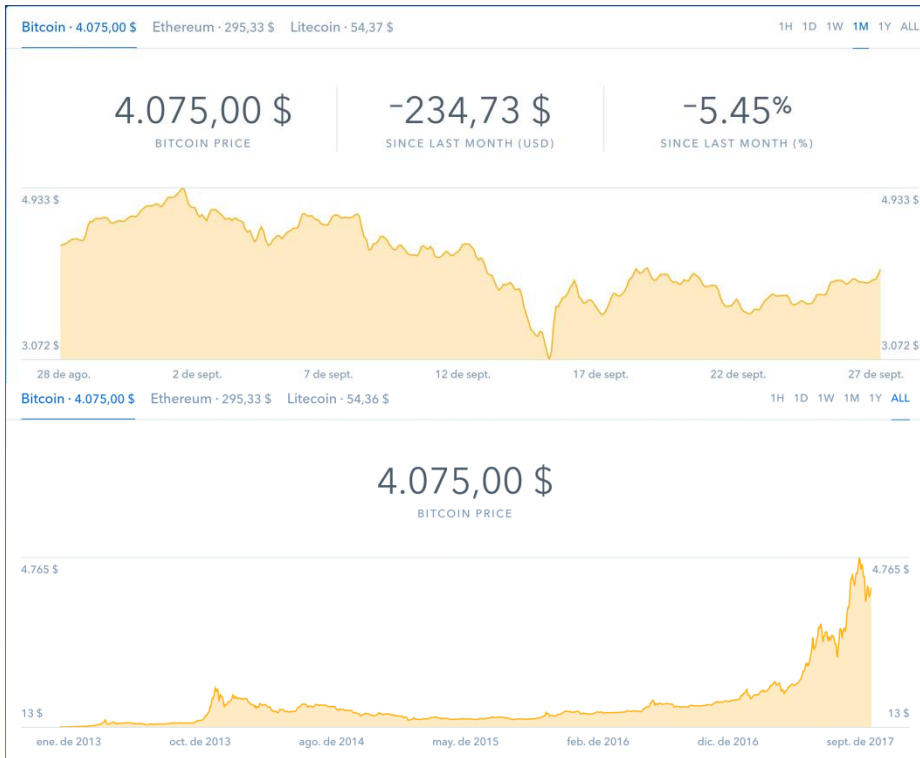 Bitcoin · 4.075,00 $ Ethereum · 295,33 $ Litecoin · 54,37 $ 1H 1D 1W 1M 1Y ALL
4.075,00 $ −234,73 $ −5.45%
BITCOIN PRICE SINCE LAST MONTH (USD) SINCE LAST MONTH (%)
4.933 $ 4.933 $
3.072 $ 3.072 $
28 de ago. 2 de sept. 7 de sept. 12 de sept. 17 de sept. 22 de sept. 27 de sept.
Bitcoin · 4.075,00 $ Ethereum · 295,33 $ Litecoin · 54,36 $ 1H 1D 1W 1M 1Y ALL
4.075,00 $
BITCOIN PRICE
4.765 $ 4.765 $
13 $ 13 $
ene. de 2013 oct. de 2013 ago. de 2014 may. de 2015 feb. de 2016 dic. de 2016 sept. de 2017